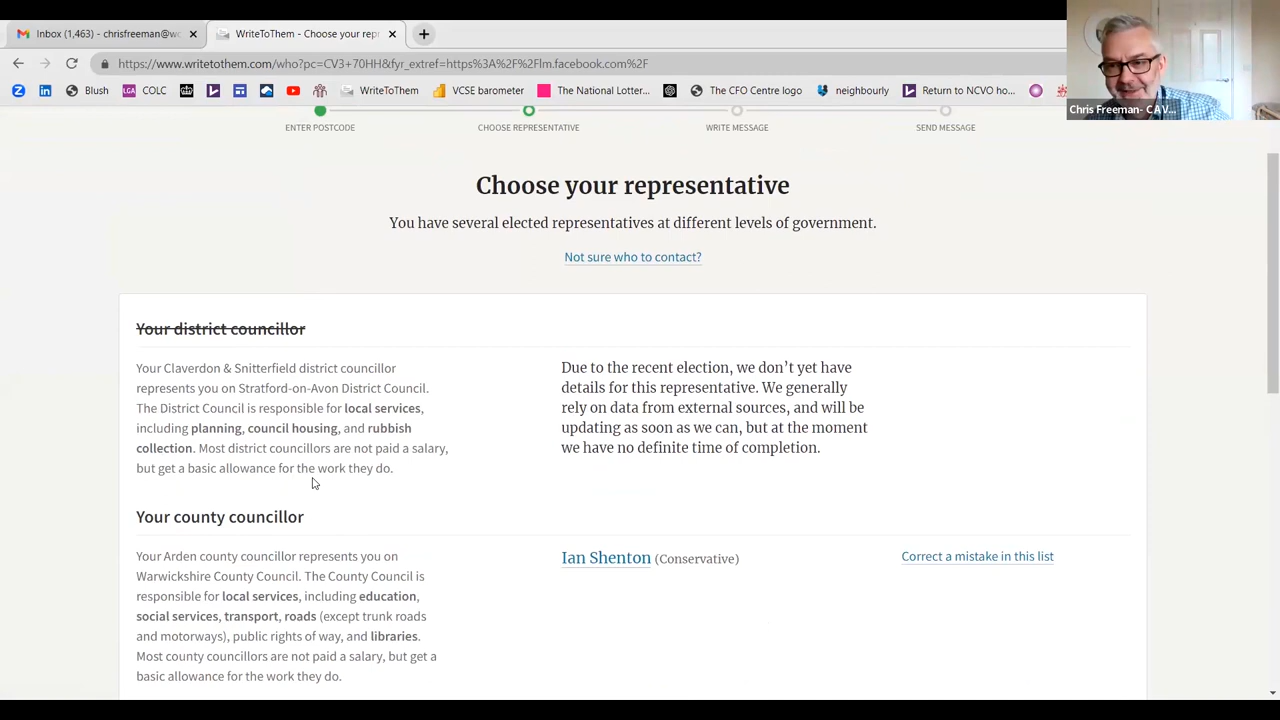 Inbox (1,463) - chrisfreeman@wc
WriteToThem - Choose your repr
https://www.writetothem.com/who?pc=CV3+70HH&fyr_extref=https%3A%2F%2Flm.facebook.com%2F
Blush
LGA
COLC
WriteToThem
VCSE barometer
The National Lotter...
The CFO Centre logo
neighbourly
Return to NCVO ho...
Chris Freeman- C A V...
ENTER POSTCODE
CHOOSE REPRESENTATIVE
WRITE MESSAGE
SEND MESSAGE
Choose your representative
You have several elected representatives at different levels of government.
Not sure who to contact?
Your district councillor
Your Claverdon & Snitterfield district councillor
represents you on Stratford-on-Avon District Council.
The District Council is responsible for local services,
including planning, council housing, and rubbish
collection. Most district councillors are not paid a salary,
but get a basic allowance for the work they do.
Due to the recent election, we don’t yet have
details for this representative. We generally
rely on data from external sources, and will be
updating as soon as we can, but at the moment
we have no definite time of completion.
Your county councillor
Your Arden county councillor represents you on
Warwickshire County Council. The County Council is
responsible for local services, including education,
social services, transport, roads (except trunk roads
and motorways), public rights of way, and libraries.
Most county councillors are not paid a salary, but get a
basic allowance for the work they do.
Ian Shenton (Conservative)
Correct a mistake in this list